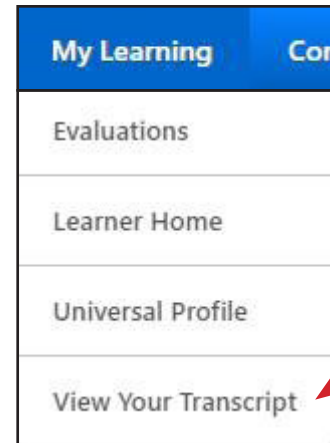 My Learning
Evaluations
Learner Home
Universal Profile
View Your Transcript